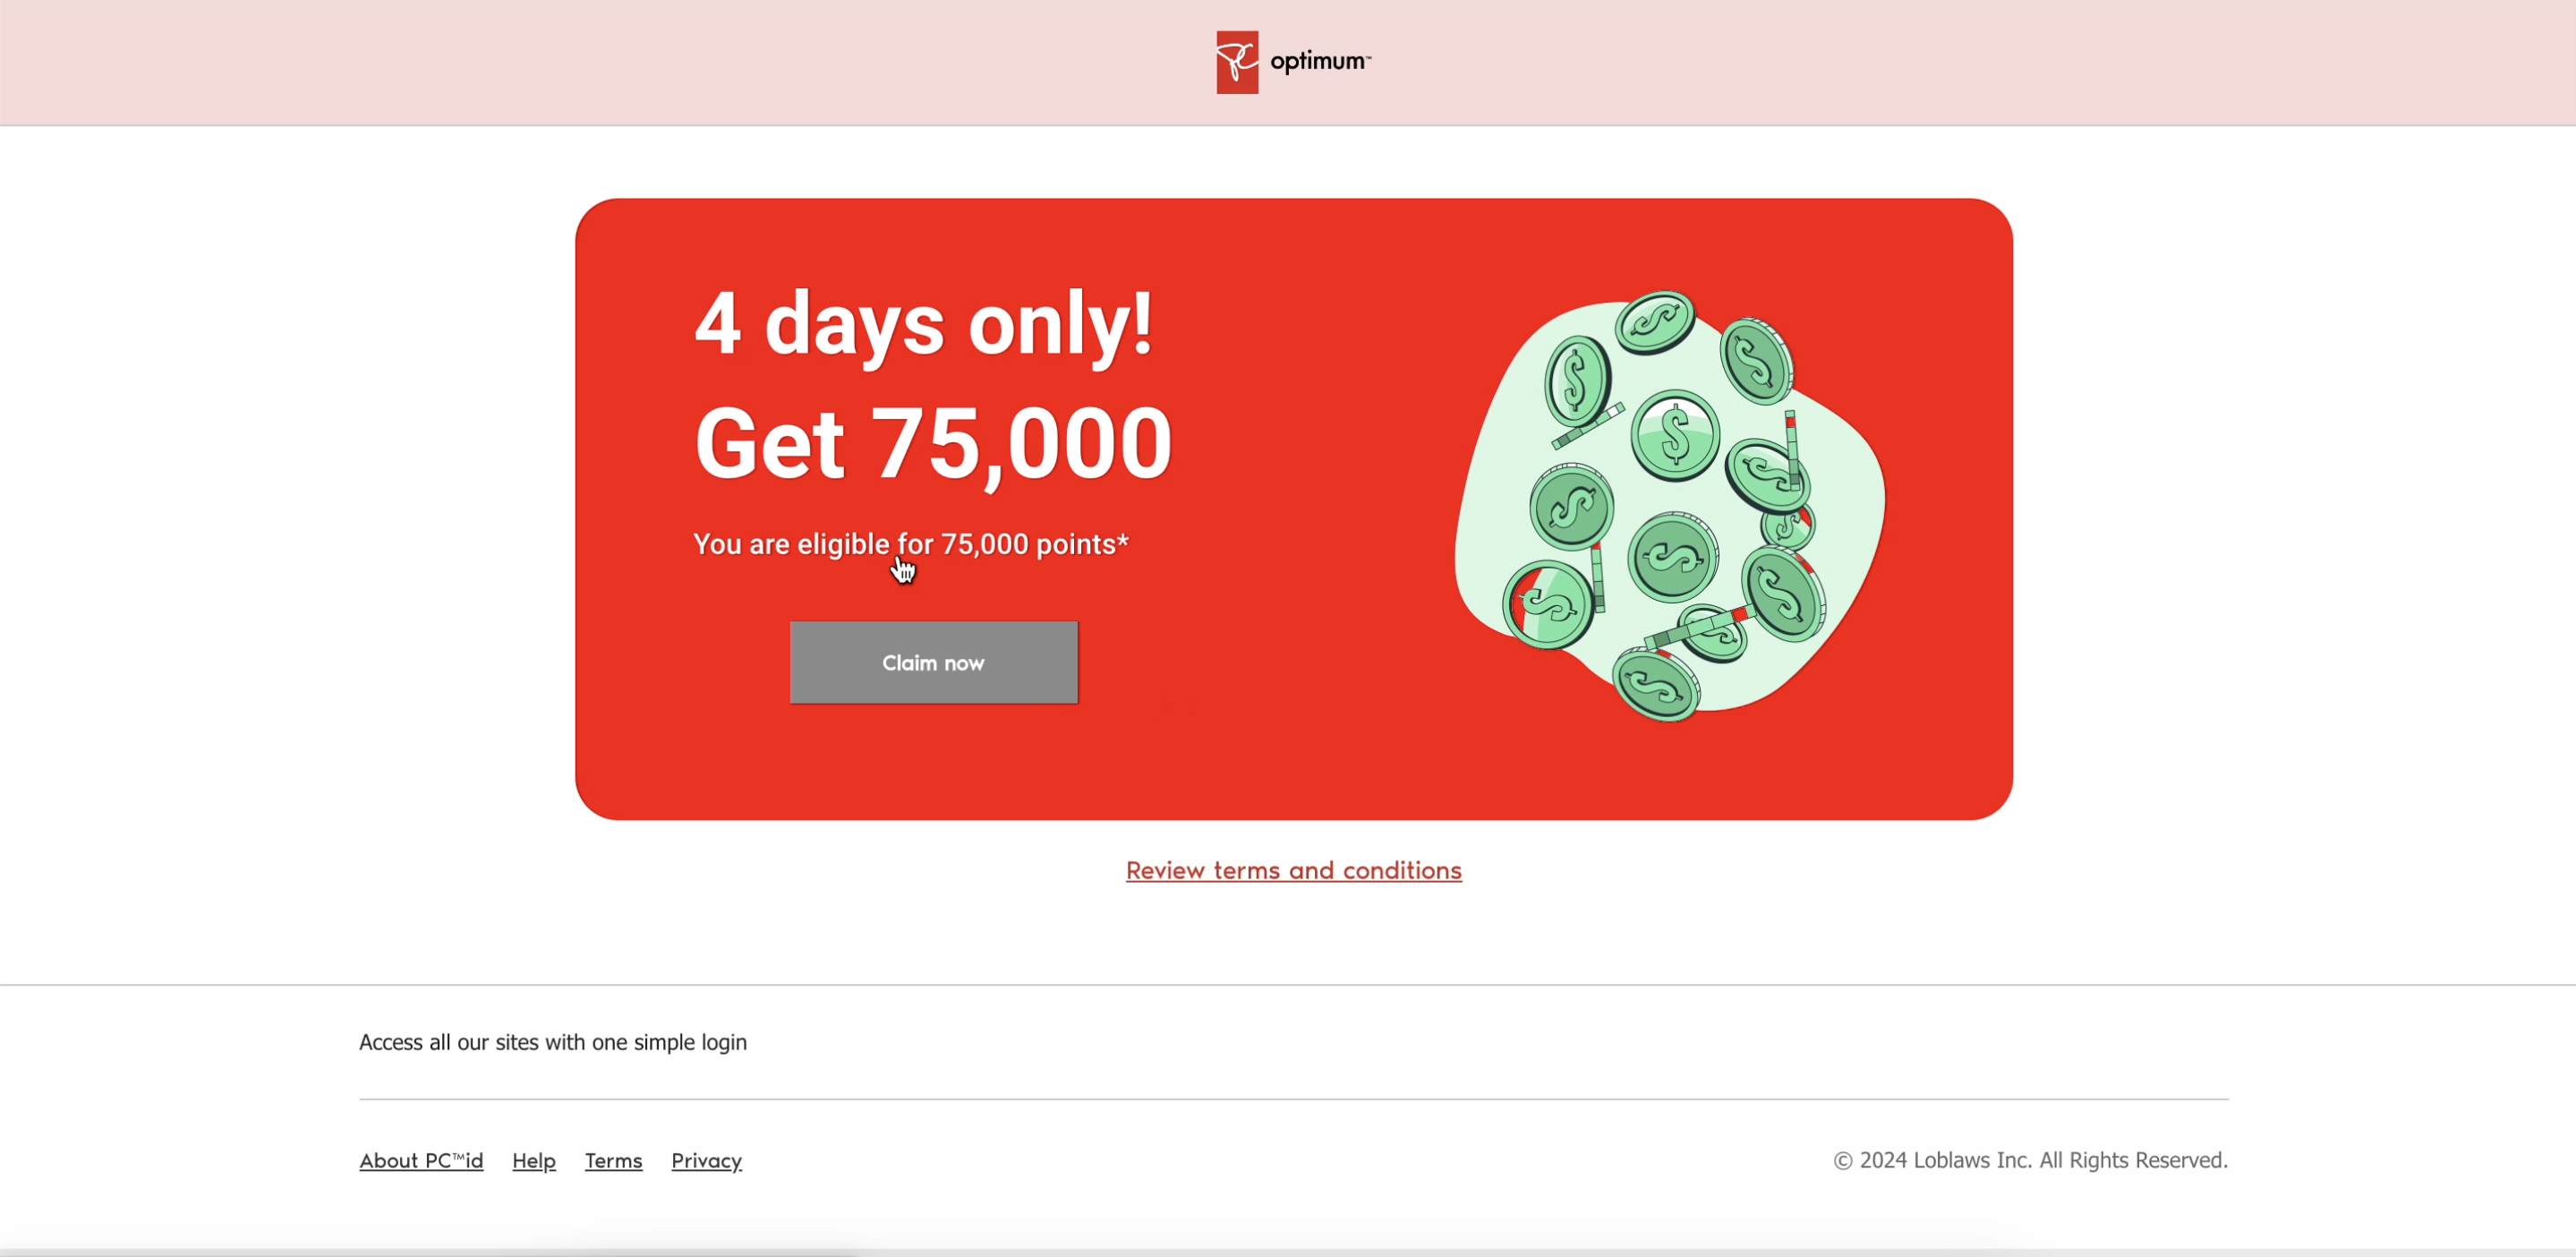 optimum™
4 days only!
Get 75,000
You are eligible for 75,000 points*
Claim now
Review terms and conditions
Access all our sites with one simple login
About PC™id Help Terms Privacy
© 2024 Loblaws Inc. All Rights Reserved.